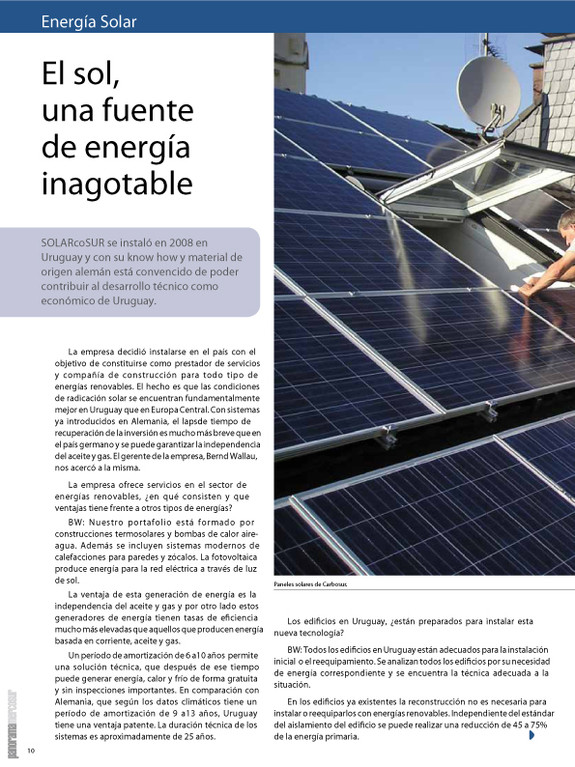 Energía Solar
El sol,
una fuente
de energía
inagotable
SOLARcoSUR se instaló en 2008 en
Uruguay y con su know how y material de
origen alemán está convencido de poder
contribuir al desarrollo técnico como
económico de Uruguay.
La empresa decidió instalarse en el país con el
objetivo de constituirse como prestador de servicios
y compañía de construcción para todo tipo de
energías renovables. El hecho es que las condiciones
de radicación solar se encuentran fundamentalmente
mejor en Uruguay que en Europa Central. Con sistemas
ya introducidos en Alemania, el lapsde tiempo de
recuperación de la inversión es mucho más breve que en
el país germano y se puede garantizar la independencia
del aceite y gas. El gerente de la empresa, Bernd Wallau,
nos acercó a la misma.
La empresa ofrece servicios en el sector de
energías renovables, ¿en qué consisten y que
ventajas tiene frente a otros tipos de energías?
BW: Nuestro portafolio está formado por
construcciones termosolares y bombas de calor aire-
agua. Además se incluyen sistemas modernos de
calefacciones para paredes y zócalos. La fotovoltaica
produce energía para la red eléctrica a través de luz
de sol.
La ventaja de esta generación de energía es la
independencia del aceite y gas y por otro lado estos
generadores de energía tienen tasas de eficiencia
mucho más elevadas que aquellos que producen energía
basada en corriente, aceite y gas.
Un período de amortización de 6 a10 años permite
una solución técnica, que después de ese tiempo
puede generar energía, calor y frío de forma gratuita
y sin inspecciones importantes. En comparación con
Alemania, que según los datos climáticos tiene un
período de amortización de 9 a13 años, Uruguay
tiene una ventaja patente. La duración técnica de los
sistemas es aproximadamente de 25 años.
Paneles solares de Carbosur.
Los edificios en Uruguay, ¿están preparados para instalar esta
nueva tecnología?
BW: Todos los edificios en Uruguay están adecuados para la instalación
inicial o el reequipamiento. Se analizan todos los edificios por su necesidad
de energía correspondiente y se encuentra la técnica adecuada a la
situación.
En los edificios ya existentes la reconstrucción no es necesaria para
instalar o reequiparlos con energías renovables. Independiente del estándar
del aislamiento del edificio se puede realizar una reducción de 45 a 75%
de la energía primaria.
10